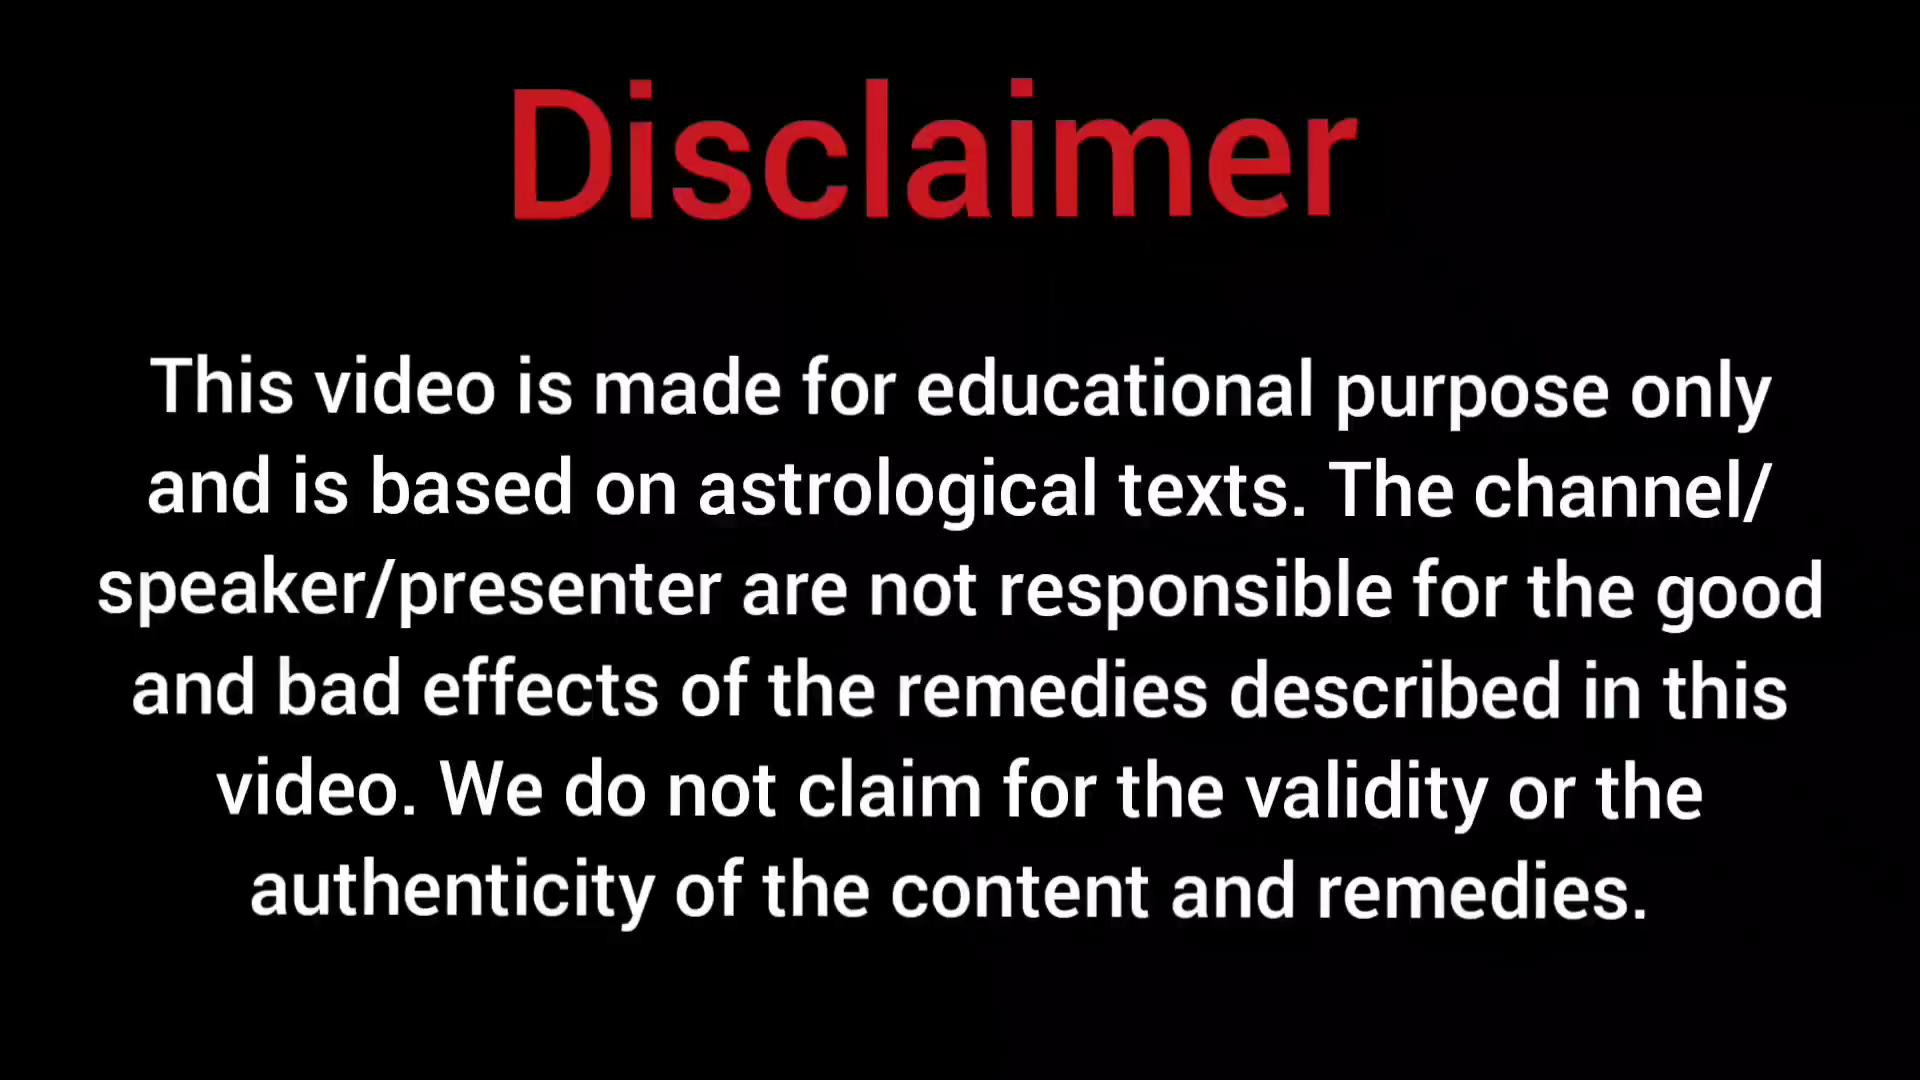 Disclaimer
This video is made for educational purpose only
and is based on astrological texts. The channel/
speaker/presenter are not responsible for the good
and bad effects of the remedies described in this
video. We do not claim for the validity or the
authenticity of the content and remedies.